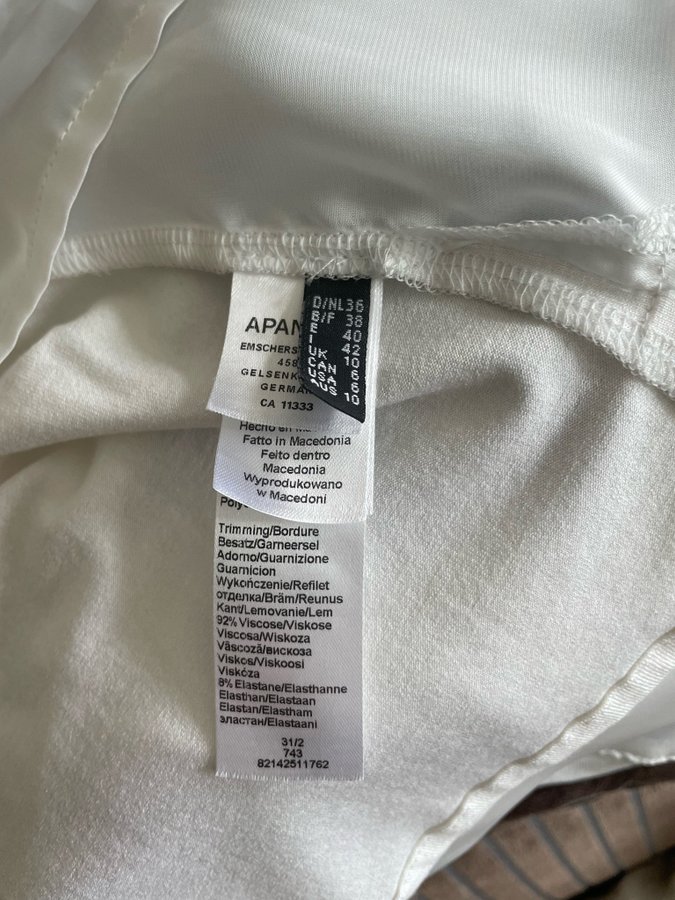 D/NL 36
B/F 38
E 40
I 42
UK 10
CAN 6
USA 6
AUS 10
APAN
EMSCHERS
458
GELSENK
GERMA
CA 11333
Hecho en
Fatto in Macedonia
Feito dentro
Macedonia
Wyprodukowano
w Macedoni
Poly
Trimming/Bordure
Besatz/Garneersel
Adorno/Guarnizione
Guarnicion
Wykończenie/Refilet
отделка/Bräm/Reunus
Kant/Lemovanie/Lem
92% Viscose/Viskose
Viscosa/Wiskoza
Vâscoză/вискоза
Viskos/Viskoosi
Viskóza
8% Elastane/Elasthanne
Elasthan/Elastaan
Elastan/Elastham
эластан/Elastaani
31/2
743
82142511762